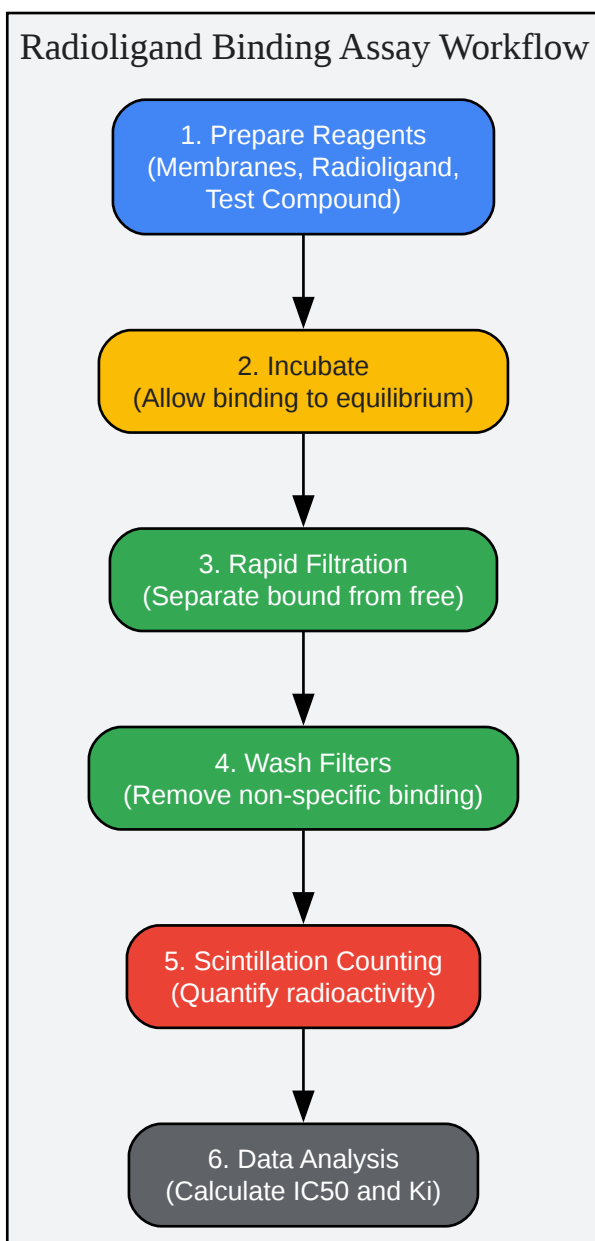 Radioligand Binding Assay Workflow
1. Prepare Reagents
(Membranes, Radioligand,
Test Compound)
2. Incubate
(Allow binding to equilibrium)
3. Rapid Filtration
(Separate bound from free)
4. Wash Filters
(Remove non-specific binding)
5. Scintillation Counting
(Quantify radioactivity)
6. Data Analysis
(Calculate IC50 and Ki)